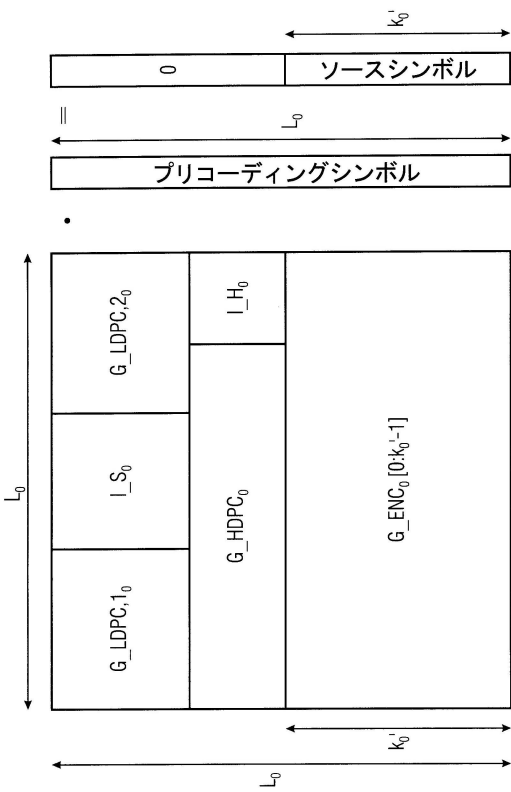 L₀
G_LDPC,1₀
I_S₀
G_LDPC,2₀
G_HDPC₀
I_H₀
G_ENC₀ [0:k₀'-1]
L₀
k₀'
•
プリコーディングシンボル
L₀
=
0
ソースシンボル
k₀'